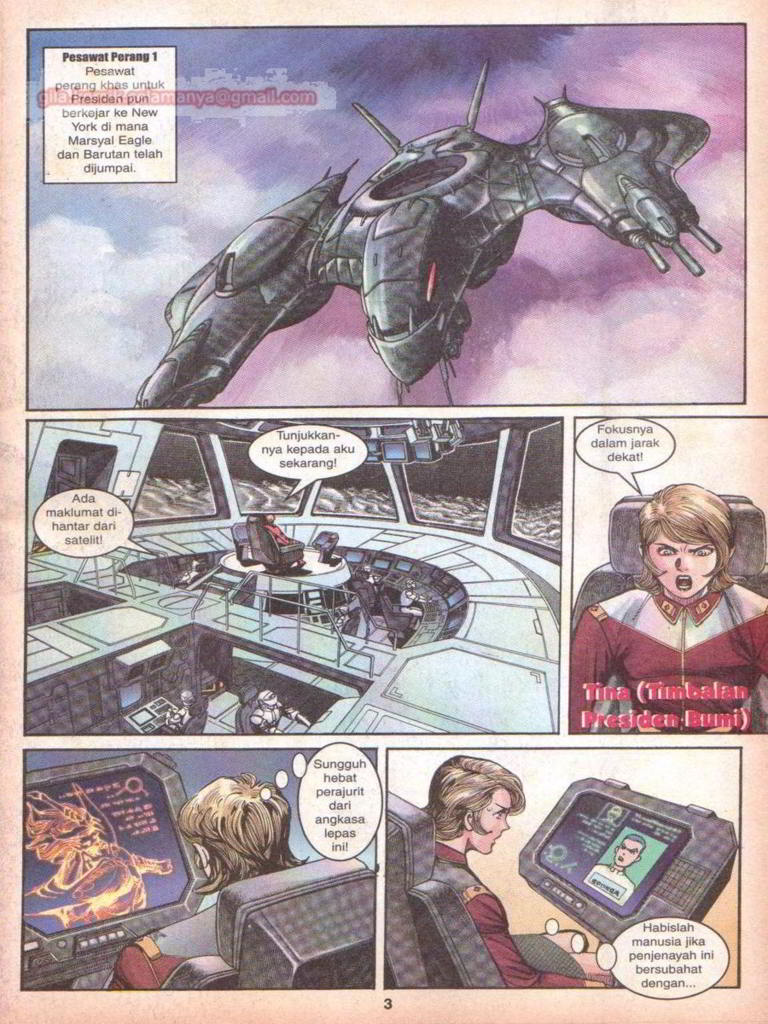 Pesawat Perang 1
Pesawat
perang khas untuk
Presiden pun
berkejar ke New
York di mana
Marsyal Eagle
dan Barutan telah
dijumpai.
Tunjukkan-
nya kepada aku
sekarang!
Ada
maklumat di-
hantar dari
satelit!
Fokusnya
dalam jarak
dekat!
Tina (Timbalan
Presiden Bumi)
Sungguh
hebat
perajurit
dari
angkasa
lepas
ini!
Habislah
manusia jika
penjenayah ini
bersubahat
dengan...
3